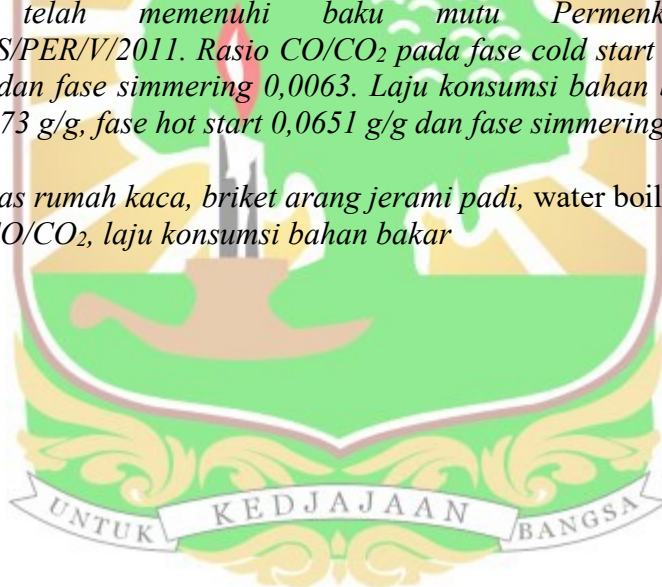 telah memenuhi baku mutu Permenk
S/PER/V/2011. Rasio CO/CO₂ pada fase cold start
dan fase simmering 0,0063. Laju konsumsi bahan
73 g/g, fase hot start 0,0651 g/g dan fase simmering
as rumah kaca, briket arang jerami padi, water boil
CO/CO₂, laju konsumsi bahan bakar
UNTUK KEDJAJAAN BANGSA